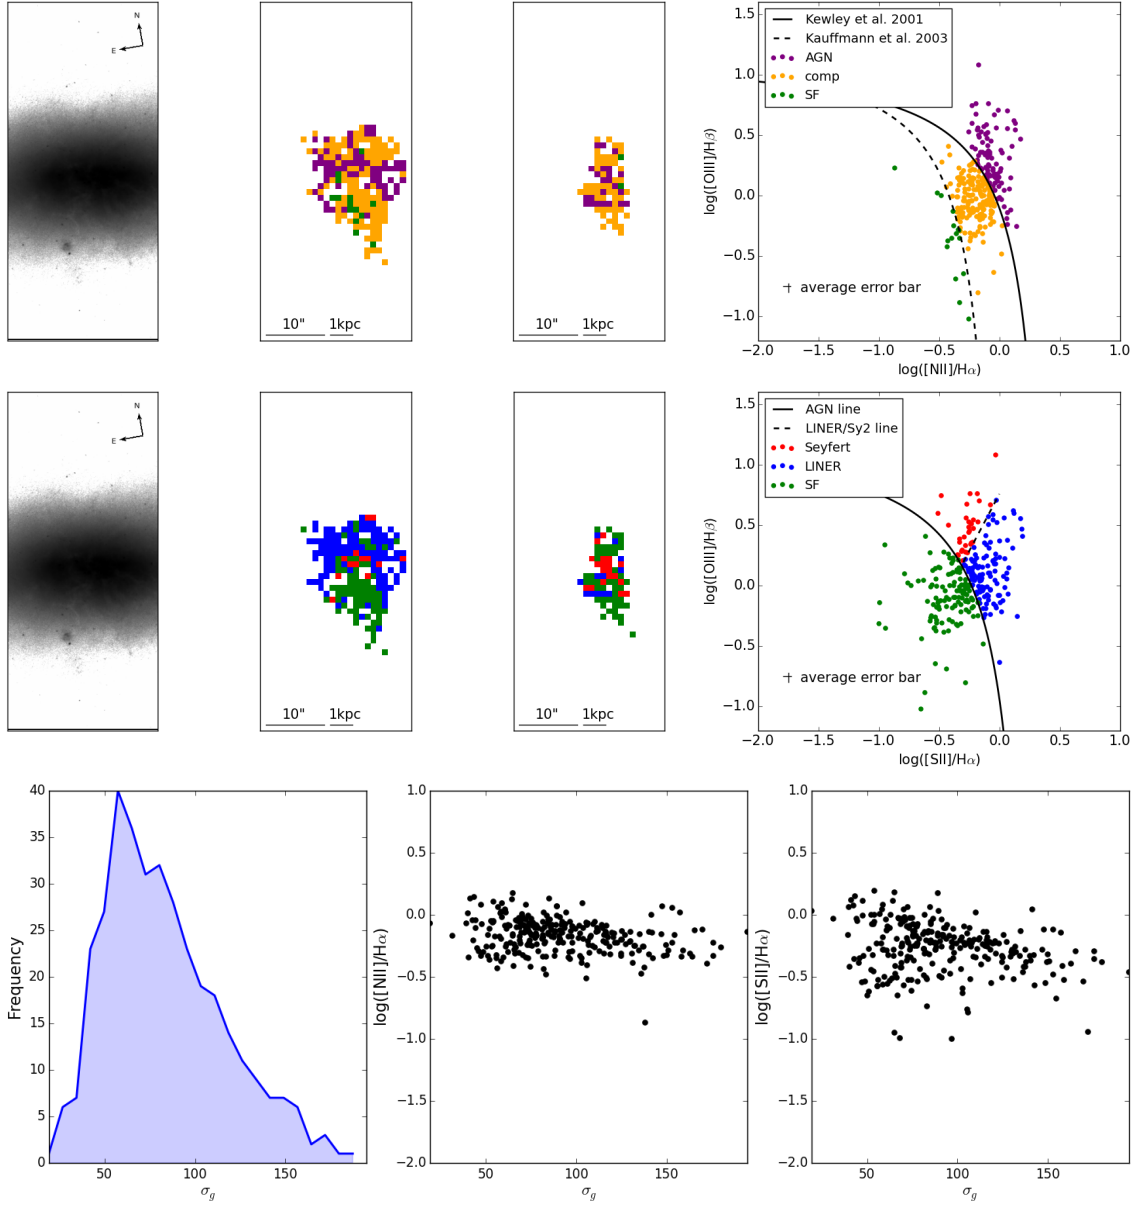 N
E
10" 1kpc
10" 1kpc
Kewley et al. 2001
Kauffmann et al. 2003
AGN
comp
SF
† average error bar
log([OIII]/Hβ)
1.5
1.0
0.5
0.0
−0.5
−1.0
−2.0 −1.5 −1.0 −0.5 0.0 0.5 1.0
log([NII]/Hα)
N
E
10" 1kpc
10" 1kpc
AGN line
LINER/Sy2 line
Seyfert
LINER
SF
† average error bar
log([OIII]/Hβ)
1.5
1.0
0.5
0.0
−0.5
−1.0
−2.0 −1.5 −1.0 −0.5 0.0 0.5 1.0
log([SII]/Hα)
Frequency
40
35
30
25
20
15
10
5
0
50 100 150
σg
log([NII]/Hα)
1.0
0.5
0.0
−0.5
−1.0
−1.5
−2.0
50 100 150
σg
log([SII]/Hα)
1.0
0.5
0.0
−0.5
−1.0
−1.5
−2.0
50 100 150
σg